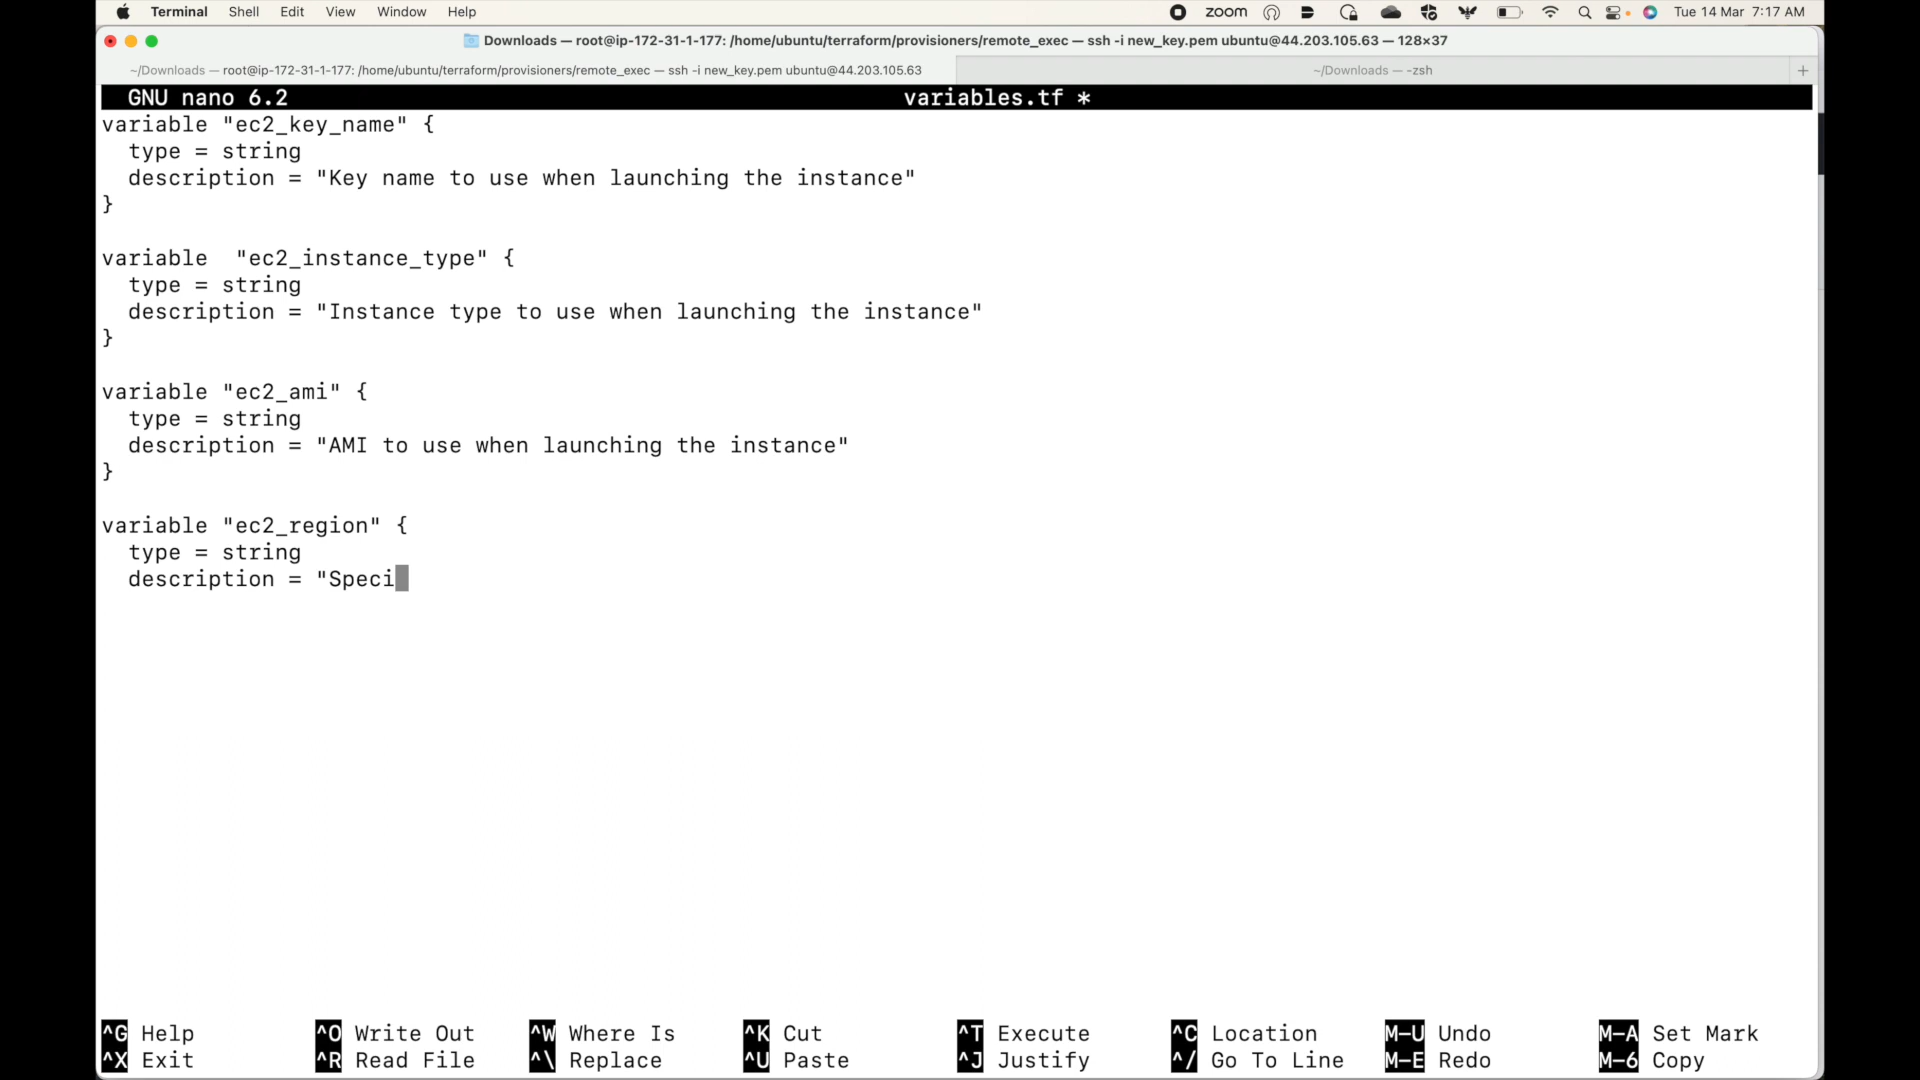 Terminal Shell Edit View Window Help zoom Tue 14 Mar 7:17 AM
Downloads — root@ip-172-31-1-177: /home/ubuntu/terraform/provisioners/remote_exec — ssh -i new_key.pem ubuntu@44.203.105.63 — 128×37
~/Downloads — root@ip-172-31-1-177: /home/ubuntu/terraform/provisioners/remote_exec — ssh -i new_key.pem ubuntu@44.203.105.63 ~/Downloads — -zsh +
GNU nano 6.2 variables.tf *
variable "ec2_key_name" {
  type = string
  description = "Key name to use when launching the instance"
}
variable  "ec2_instance_type" {
  type = string
  description = "Instance type to use when launching the instance"
}
variable "ec2_ami" {
  type = string
  description = "AMI to use when launching the instance"
}
variable "ec2_region" {
  type = string
  description = "Speci
^G Help ^O Write Out ^W Where Is ^K Cut ^T Execute ^C Location M-U Undo M-A Set Mark
^X Exit ^R Read File ^\ Replace ^U Paste ^J Justify ^/ Go To Line M-E Redo M-6 Copy